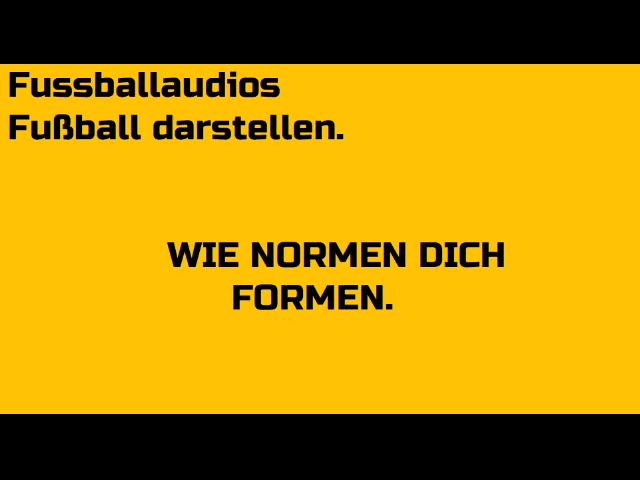 Fussballaudios
Fußball darstellen.
WIE NORMEN DICH
FORMEN.